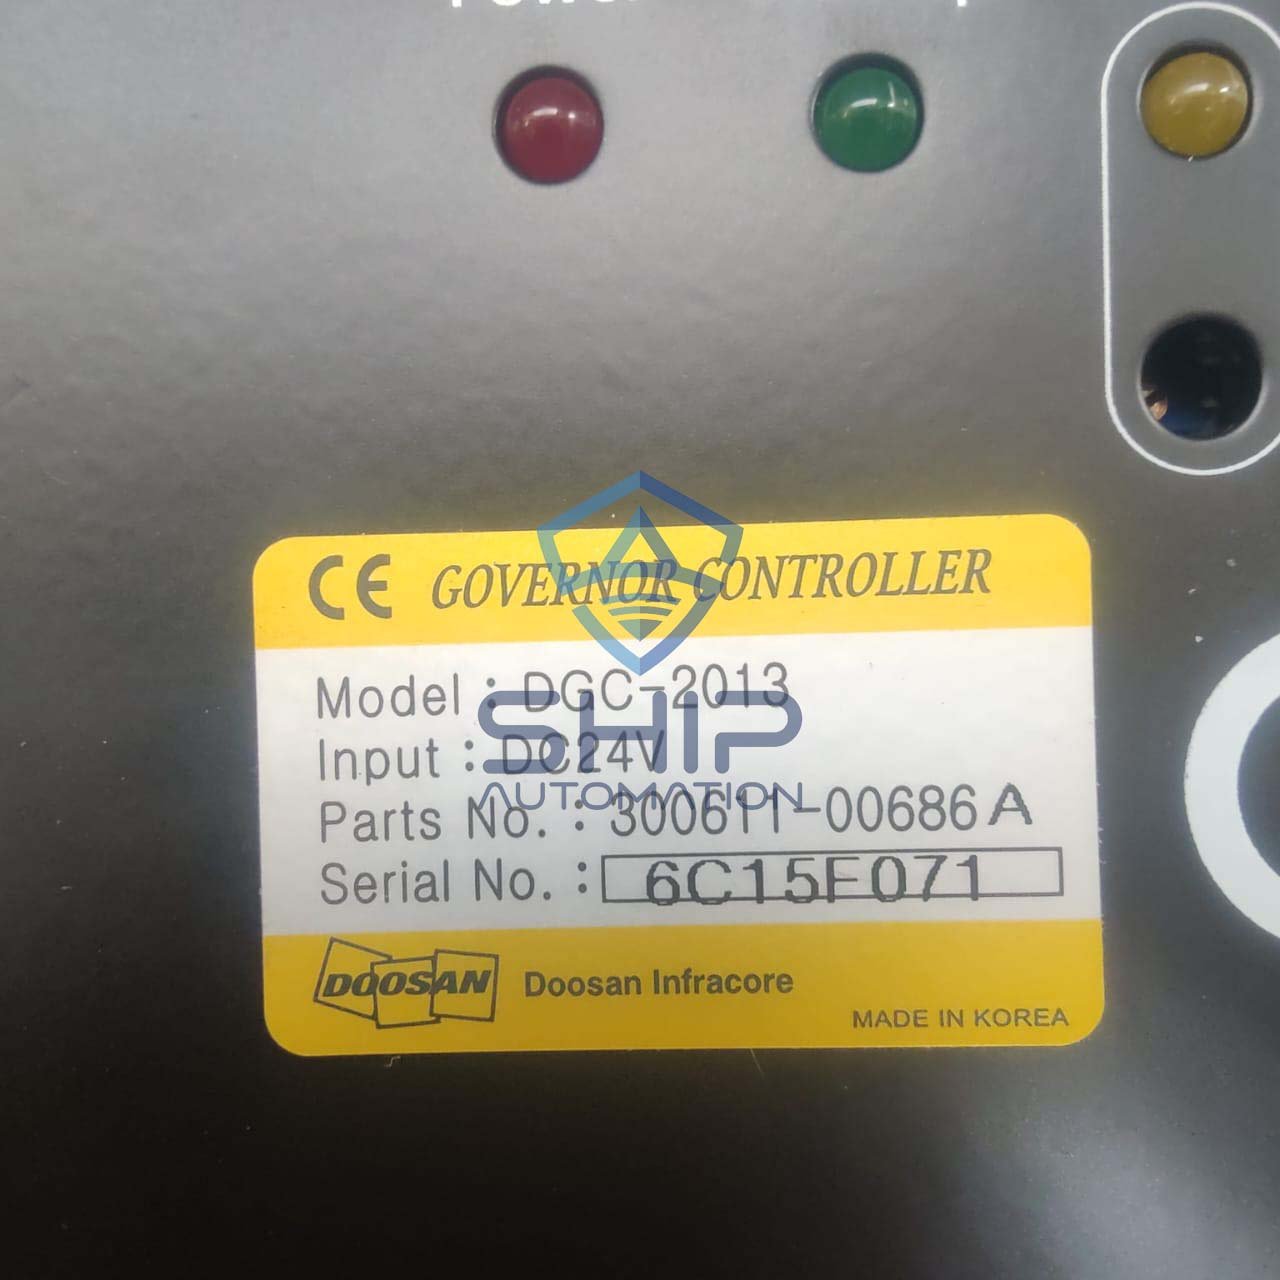 Power
CE GOVERNOR CONTROLLER
Model : DGC-2013
Input : DC24V
Parts No. : 300611-00686 A
Serial No. : 6C15F071
DOOSAN Doosan Infracore
MADE IN KOREA
SHIP
AUTOMATION